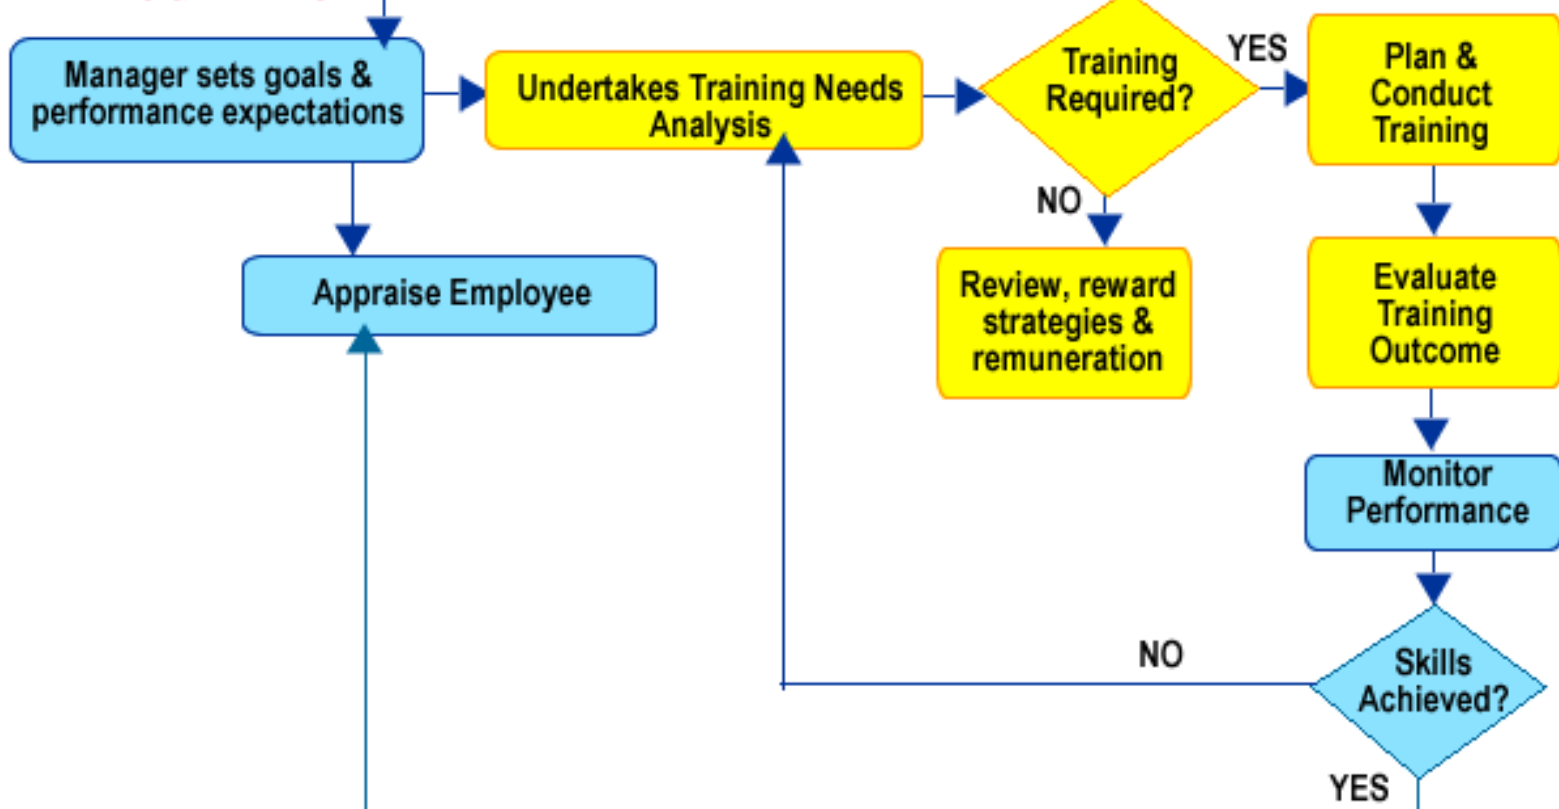 Manager sets goals &
performance expectations
Undertakes Training Needs
Analysis
Training
Required?
YES
Plan &
Conduct
Training
NO
Appraise Employee
Review, reward
strategies &
remuneration
Evaluate
Training
Outcome
Monitor
Performance
NO
Skills
Achieved?
YES